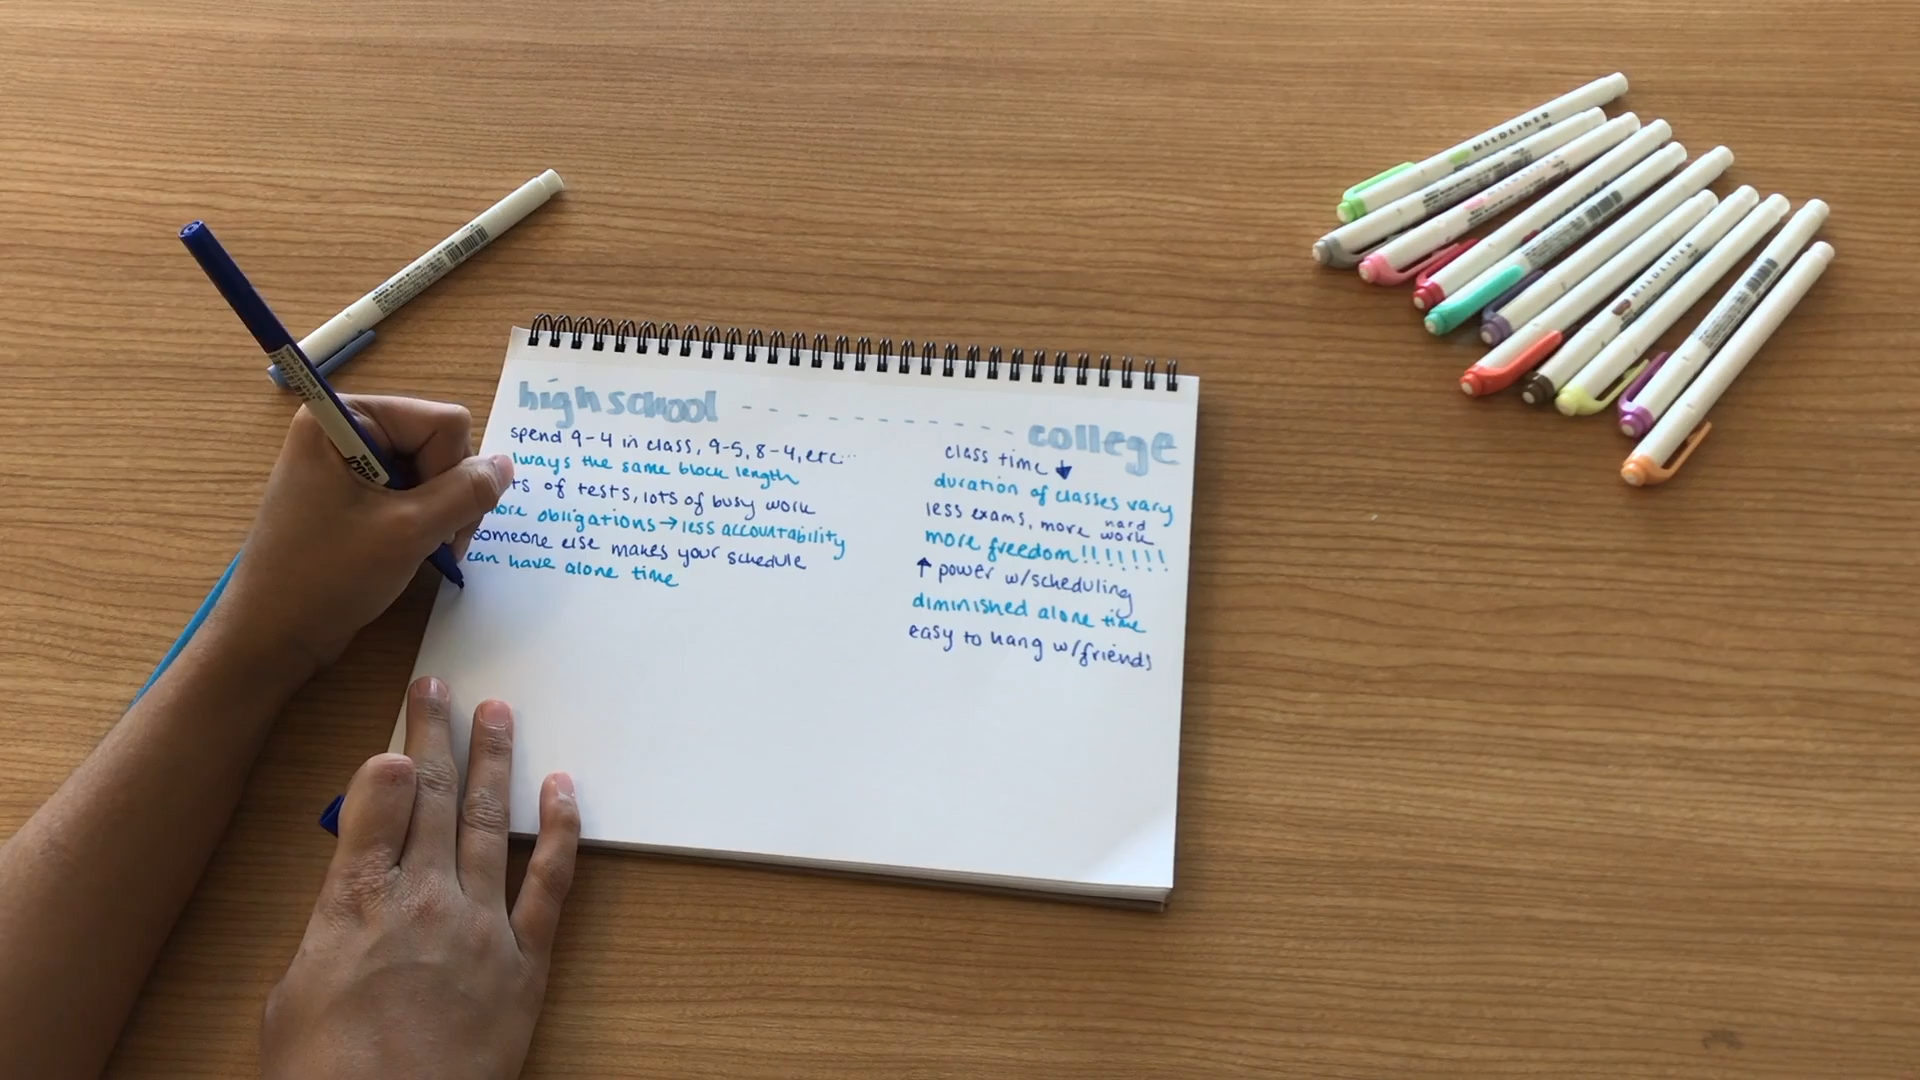 high school - - - - - - - - - - college
spend 9-4 in class, 9-5, 8-4, etc...
lways the same block length
ts of tests, lots of busy work
ore obligations → less accountability
someone else makes your schedule
can have alone time
class time ↓
duration of classes vary
less exams, more hard work
more freedom!!!!!!!
↑ power w/scheduling
diminished alone time
easy to hang w/friends
MILDLINER
MILDLINER